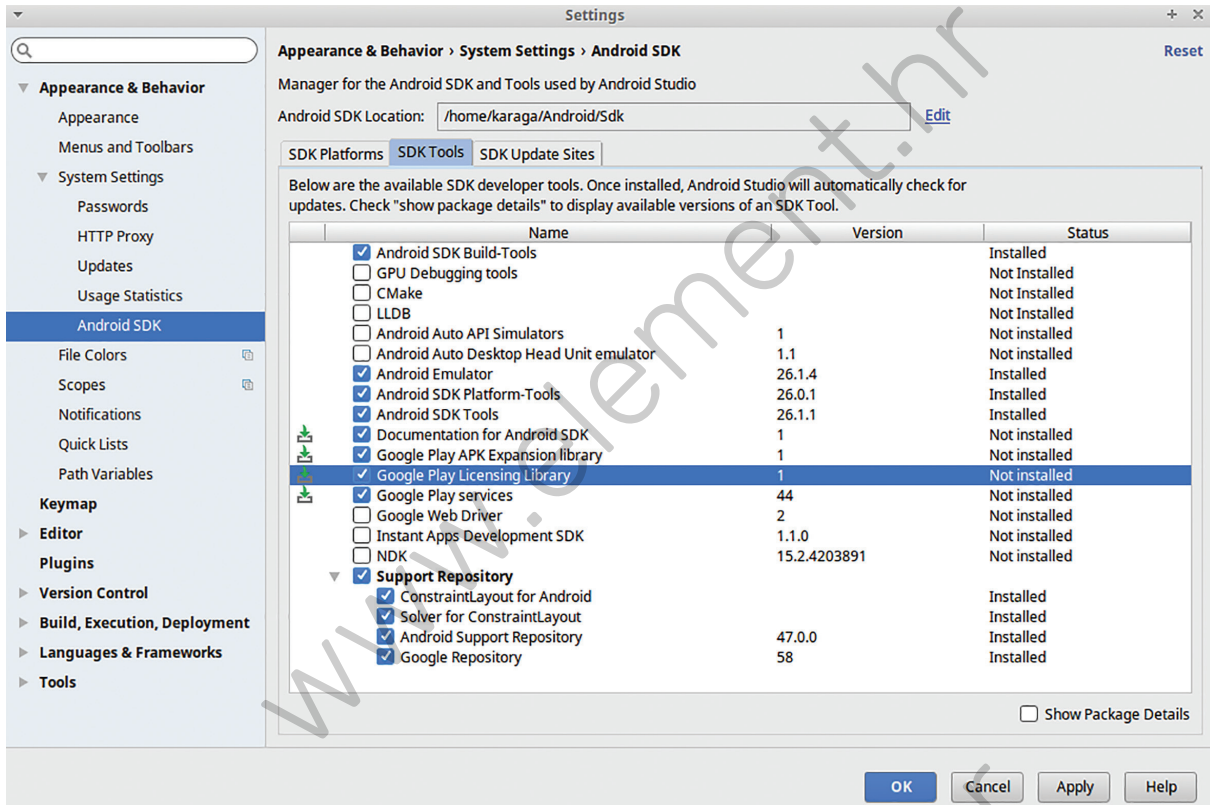 Settings
Appearance & Behavior › System Settings › Android SDK
Reset
Appearance & Behavior
Appearance
Menus and Toolbars
System Settings
Passwords
HTTP Proxy
Updates
Usage Statistics
Android SDK
File Colors
Scopes
Notifications
Quick Lists
Path Variables
Keymap
Editor
Plugins
Version Control
Build, Execution, Deployment
Languages & Frameworks
Tools
Manager for the Android SDK and Tools used by Android Studio
Android SDK Location: /home/karaga/Android/Sdk Edit
SDK Platforms SDK Tools SDK Update Sites
Below are the available SDK developer tools. Once installed, Android Studio will automatically check for
updates. Check "show package details" to display available versions of an SDK Tool.
Name Version Status
Android SDK Build-Tools Installed
GPU Debugging tools Not Installed
CMake Not Installed
LLDB Not Installed
Android Auto API Simulators 1 Not installed
Android Auto Desktop Head Unit emulator 1.1 Not installed
Android Emulator 26.1.4 Installed
Android SDK Platform-Tools 26.0.1 Installed
Android SDK Tools 26.1.1 Installed
Documentation for Android SDK 1 Not installed
Google Play APK Expansion library 1 Not installed
Google Play Licensing Library 1 Not installed
Google Play services 44 Not installed
Google Web Driver 2 Not installed
Instant Apps Development SDK 1.1.0 Not installed
NDK 15.2.4203891 Not installed
Support Repository
ConstraintLayout for Android Installed
Solver for ConstraintLayout Installed
Android Support Repository 47.0.0 Installed
Google Repository 58 Installed
Show Package Details
OK Cancel Apply Help
www.element.hr